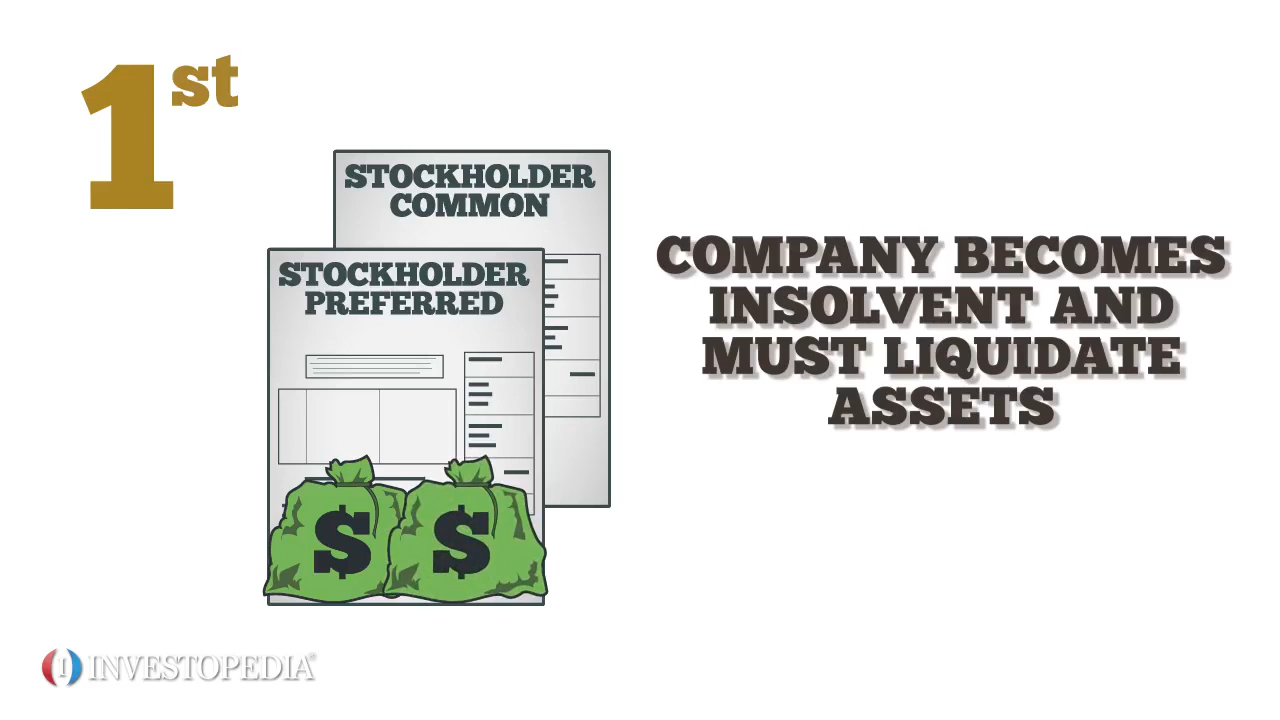 1st
STOCKHOLDER
COMMON
STOCKHOLDER
PREFERRED
$ $
COMPANY BECOMES
INSOLVENT AND
MUST LIQUIDATE
ASSETS
INVESTOPEDIA®